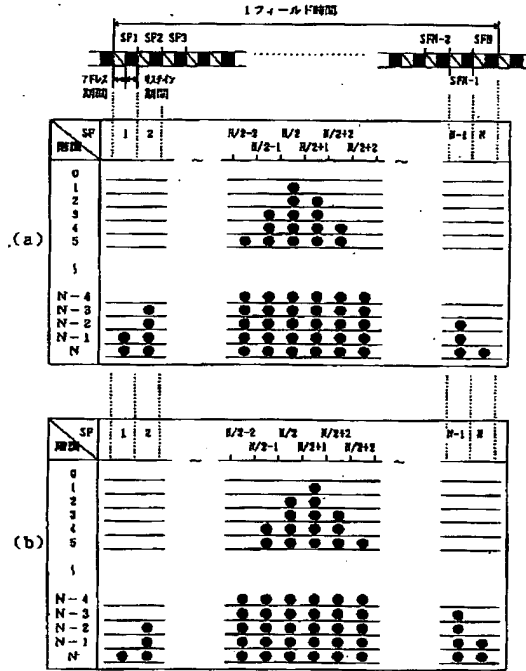 1フィールド時間
SF1 SF2 SF3
SFN-2 SFN
SFN-1
アドレス
期間
サステイン
期間
(a)
SF
階調
1 2
~
N/2-2 N/2 N/2+2
N/2-1 N/2+1 N/2+2
~
N-1 N
0
1
2
3
4
5
N-4
N-3
N-2
N-1
N
(b)
SF
階調
1 2
~
N/2-2 N/2 N/2+2
N/2-1 N/2+1 N/2+2
~
N-1 N
0
1
2
3
4
5
N-4
N-3
N-2
N-1
N